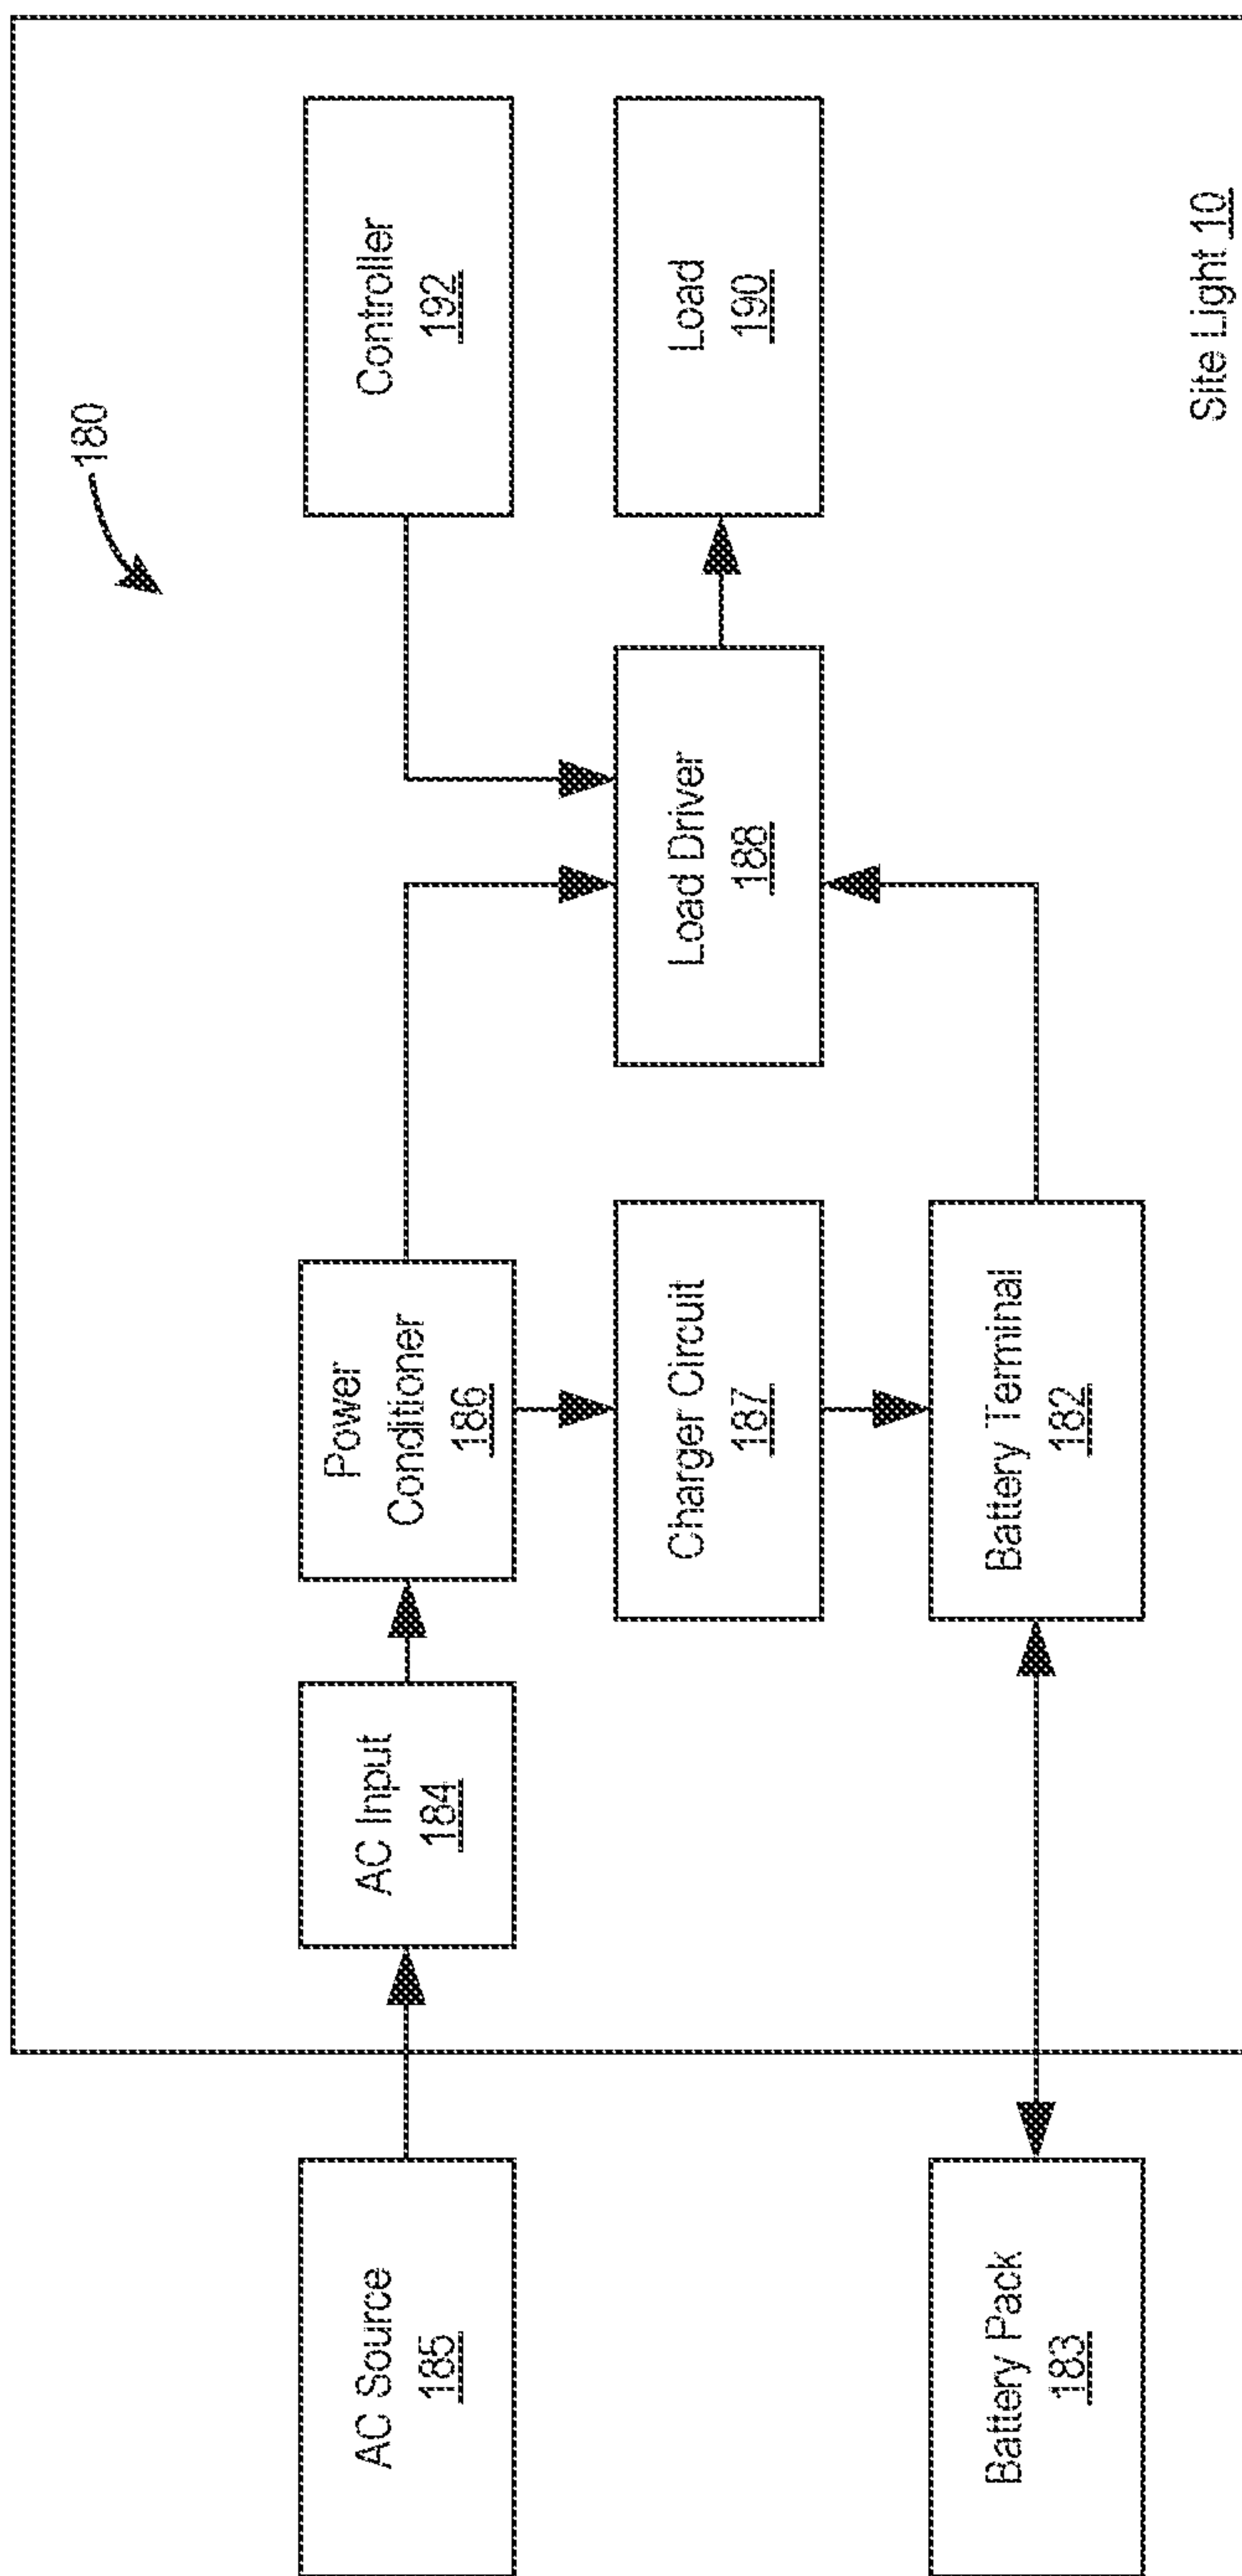 180
AC Source
185
AC Input
184
Power
Conditioner
186
Controller
192
Charger Circuit
187
Load Driver
188
Load
190
Battery Pack
183
Battery Terminal
182
Site Light 10